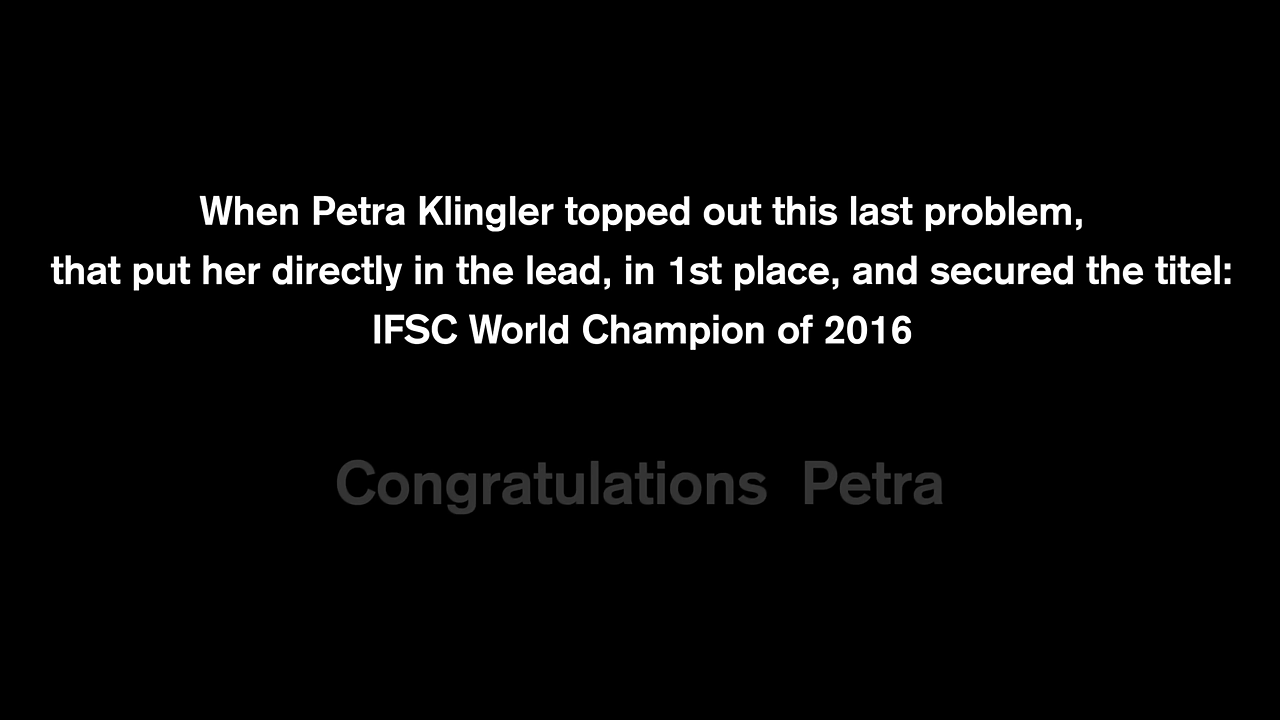 When Petra Klingler topped out this last problem,
that put her directly in the lead, in 1st place, and secured the titel:
IFSC World Champion of 2016
Congratulations Petra